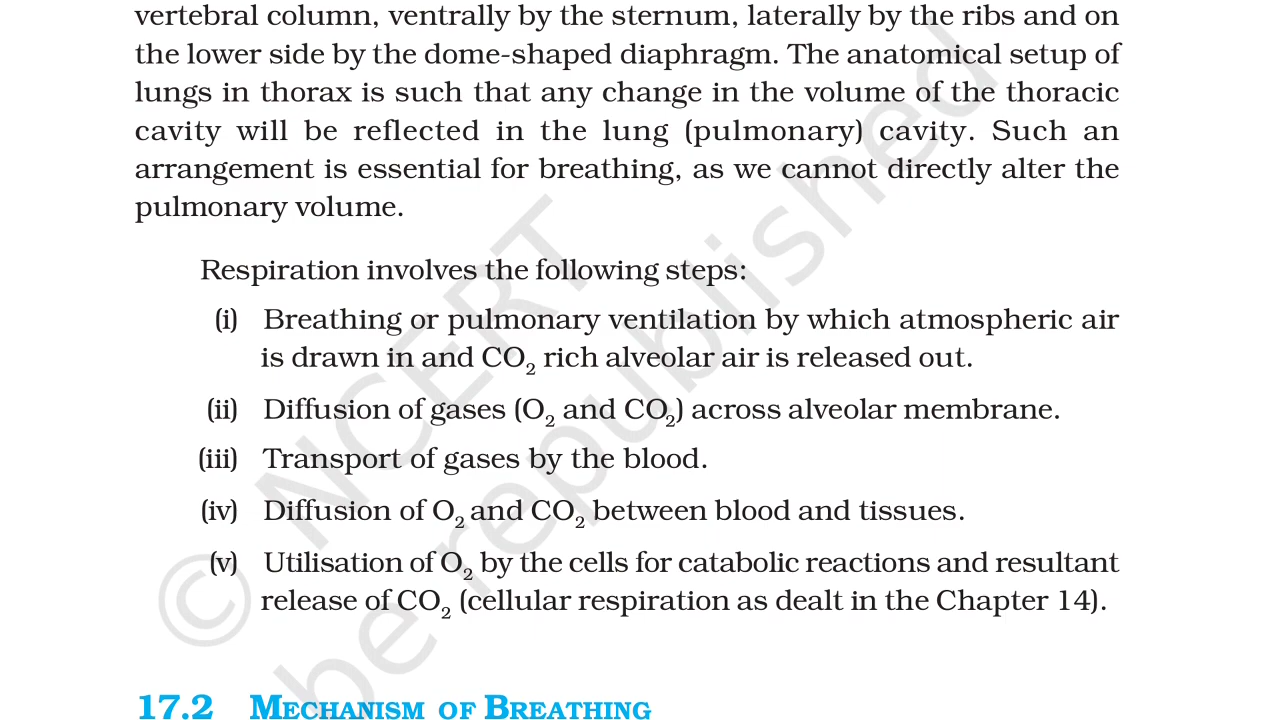 vertebral column, ventrally by the sternum, laterally by the ribs and on
the lower side by the dome-shaped diaphragm. The anatomical setup of
lungs in thorax is such that any change in the volume of the thoracic
cavity will be reflected in the lung (pulmonary) cavity. Such an
arrangement is essential for breathing, as we cannot directly alter the
pulmonary volume.
Respiration involves the following steps:
(i) Breathing or pulmonary ventilation by which atmospheric air
is drawn in and CO₂ rich alveolar air is released out.
(ii) Diffusion of gases (O₂ and CO₂) across alveolar membrane.
(iii) Transport of gases by the blood.
(iv) Diffusion of O₂ and CO₂ between blood and tissues.
(v) Utilisation of O₂ by the cells for catabolic reactions and resultant
release of CO₂ (cellular respiration as dealt in the Chapter 14).
17.2 MECHANISM OF BREATHING
© NCERT
be republished